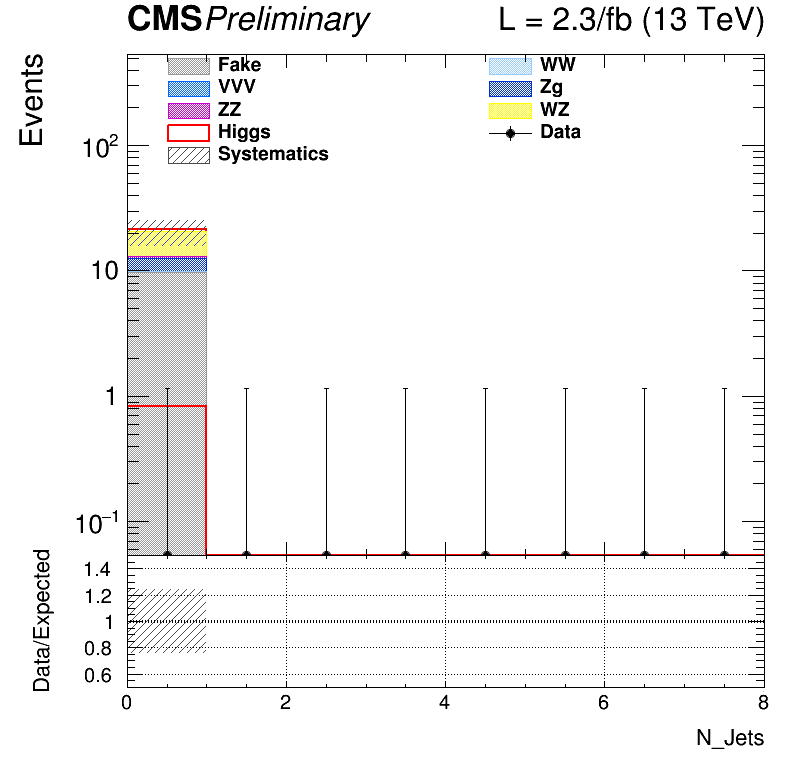 CMS Preliminary L = 2.3/fb (13 TeV)
Events
Fake WW
VVV Zg
ZZ WZ
Higgs Data
Systematics
10²
10
1
10⁻¹
Data/Expected
1.4
1.2
1
0.8
0.6
0 2 4 6 8
N_Jets